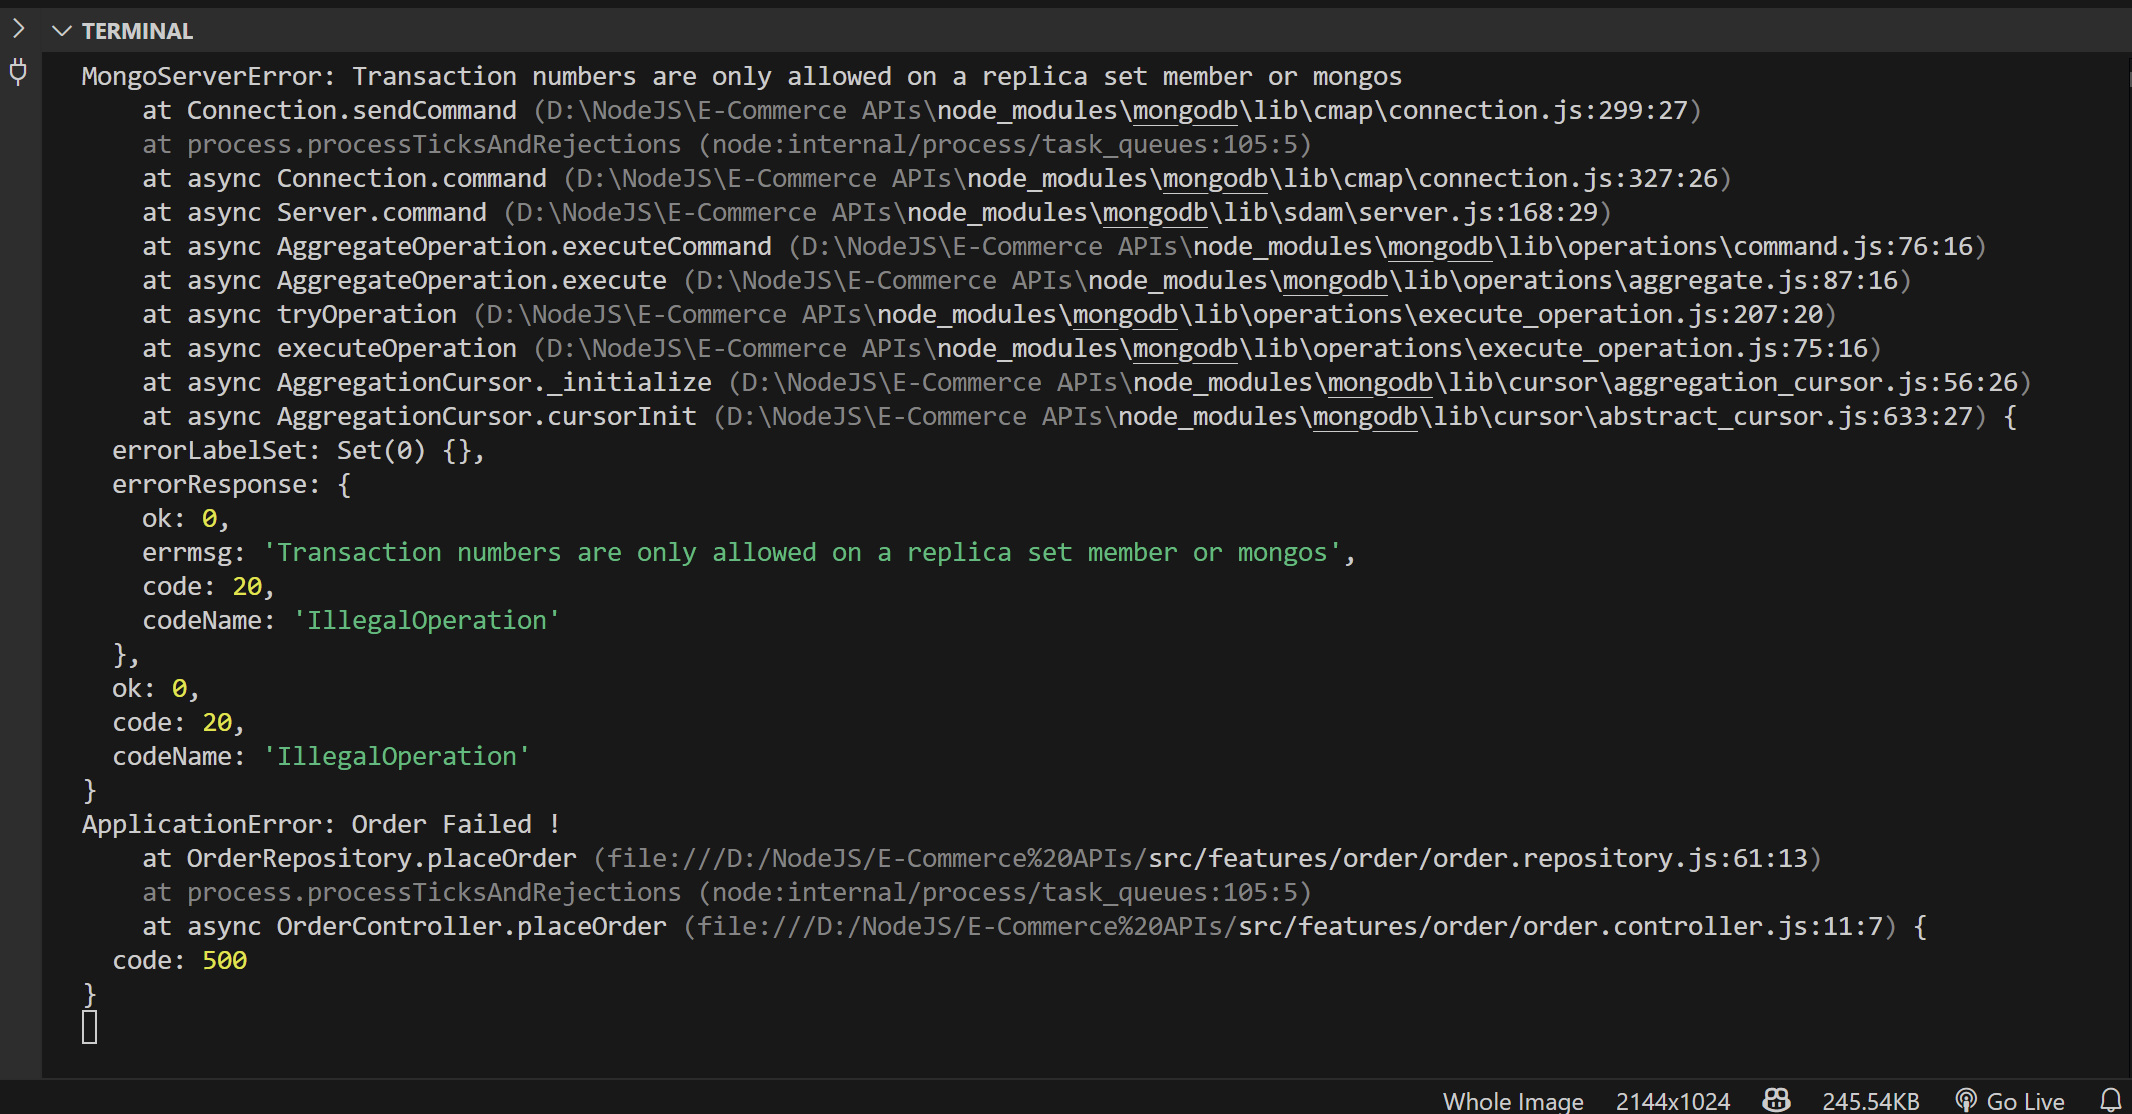 TERMINAL
MongoServerError: Transaction numbers are only allowed on a replica set member or mongos
    at Connection.sendCommand (D:\NodeJS\E-Commerce APIs\node_modules\mongodb\lib\cmap\connection.js:299:27)
    at process.processTicksAndRejections (node:internal/process/task_queues:105:5)
    at async Connection.command (D:\NodeJS\E-Commerce APIs\node_modules\mongodb\lib\cmap\connection.js:327:26)
    at async Server.command (D:\NodeJS\E-Commerce APIs\node_modules\mongodb\lib\sdam\server.js:168:29)
    at async AggregateOperation.executeCommand (D:\NodeJS\E-Commerce APIs\node_modules\mongodb\lib\operations\command.js:76:16)
    at async AggregateOperation.execute (D:\NodeJS\E-Commerce APIs\node_modules\mongodb\lib\operations\aggregate.js:87:16)
    at async tryOperation (D:\NodeJS\E-Commerce APIs\node_modules\mongodb\lib\operations\execute_operation.js:207:20)
    at async executeOperation (D:\NodeJS\E-Commerce APIs\node_modules\mongodb\lib\operations\execute_operation.js:75:16)
    at async AggregationCursor._initialize (D:\NodeJS\E-Commerce APIs\node_modules\mongodb\lib\cursor\aggregation_cursor.js:56:26)
    at async AggregationCursor.cursorInit (D:\NodeJS\E-Commerce APIs\node_modules\mongodb\lib\cursor\abstract_cursor.js:633:27) {
  errorLabelSet: Set(0) {},
  errorResponse: {
    ok: 0,
    errmsg: 'Transaction numbers are only allowed on a replica set member or mongos',
    code: 20,
    codeName: 'IllegalOperation'
  },
  ok: 0,
  code: 20,
  codeName: 'IllegalOperation'
}
ApplicationError: Order Failed !
    at OrderRepository.placeOrder (file:///D:/NodeJS/E-Commerce%20APIs/src/features/order/order.repository.js:61:13)
    at process.processTicksAndRejections (node:internal/process/task_queues:105:5)
    at async OrderController.placeOrder (file:///D:/NodeJS/E-Commerce%20APIs/src/features/order/order.controller.js:11:7) {
  code: 500
}
Whole Image 2144x1024 245.54KB Go Live